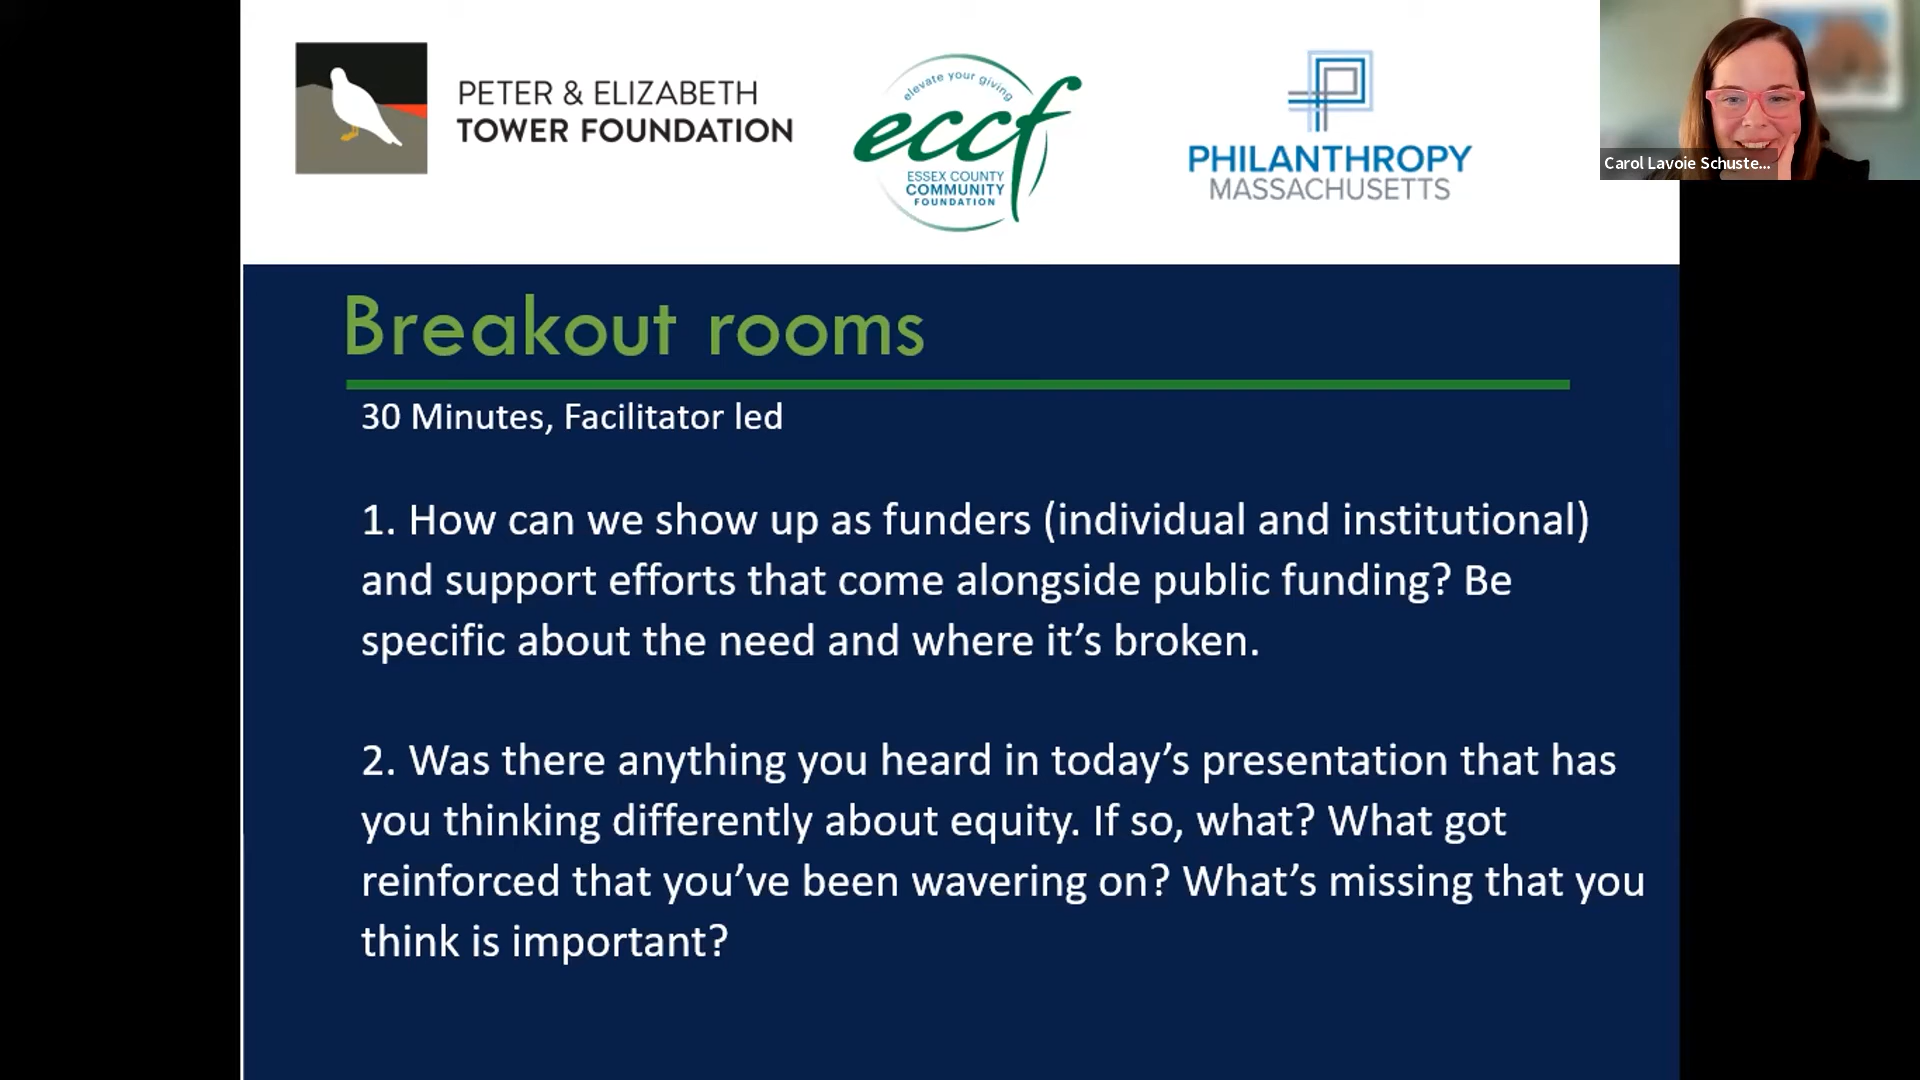 PETER & ELIZABETH
TOWER FOUNDATION
elevate your giving
eccf
ESSEX COUNTY
COMMUNITY
FOUNDATION
PHILANTHROPY
MASSACHUSETTS
Carol Lavoie Schuste...
Breakout rooms
30 Minutes, Facilitator led
1. How can we show up as funders (individual and institutional)
and support efforts that come alongside public funding? Be
specific about the need and where it’s broken.
2. Was there anything you heard in today’s presentation that has
you thinking differently about equity. If so, what? What got
reinforced that you’ve been wavering on? What’s missing that you
think is important?